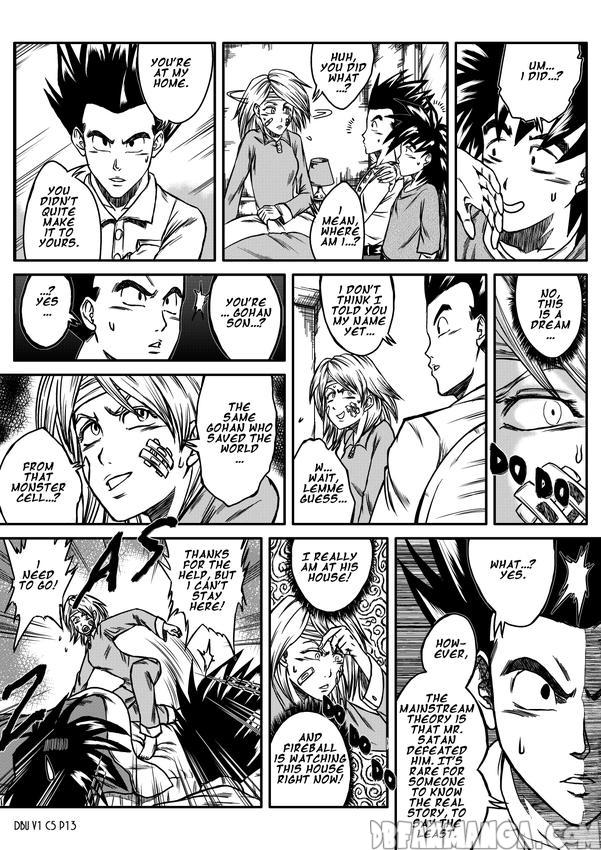 UM...
I DID...?
HUH,
YOU DID
WHAT
...?
I
MEAN,
WHERE
AM
I...?
YOU'RE
AT MY
HOME.
YOU
DIDN'T
QUITE
MAKE
IT TO
YOURS.
NO,
THIS
IS A
DREAM
...
DO DO
I DON'T
THINK I
TOLD YOU
MY NAME
YET...
W...
WAIT,
LEMME
GUESS...
YOU'RE
... GOHAN
SON...?
...?
YES
...
THE
SAME
GOHAN WHO
SAVED THE
WORLD
...
FROM
THAT
MONSTER
CELL...?
WHAT...?
YES.
HOW-
EVER,
THE
MAINSTREAM
THEORY IS
THAT MR.
SATAN
DEFEATED
HIM. IT'S
RARE FOR
SOMEONE
TO KNOW
THE REAL
STORY, TO
SAY THE
LEAST.
I REALLY
AM AT HIS
HOUSE!
DO DO DO
AND
FIREBALL
IS
WATCHING
THIS HOUSE
RIGHT NOW!
THANKS
FOR THE
HELP, BUT
I CAN'T
STAY
HERE!
I
NEED
TO GO!
DBU V1 C5 P13
DREAMMANGA.COM